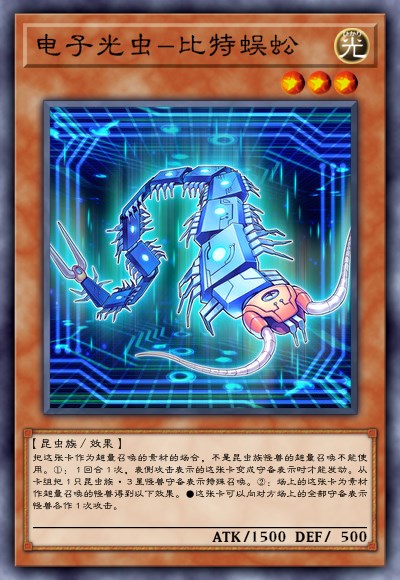 电子光虫-比特蜈蚣
光
【昆虫族/效果】
把这张卡作为超量召唤的素材的场合，不是昆虫族怪兽的超量召唤不能使
用。①：1回合1次，表侧攻击表示的这张卡变成守备表示时才能发动。从
卡组把1只昆虫族·3星怪兽守备表示特殊召唤。②：场上的这张卡为素材
作超量召唤的怪兽得到以下效果。●这张卡可以向对方场上的全部守备表示
怪兽各作1次攻击。
ATK/1500 DEF/ 500